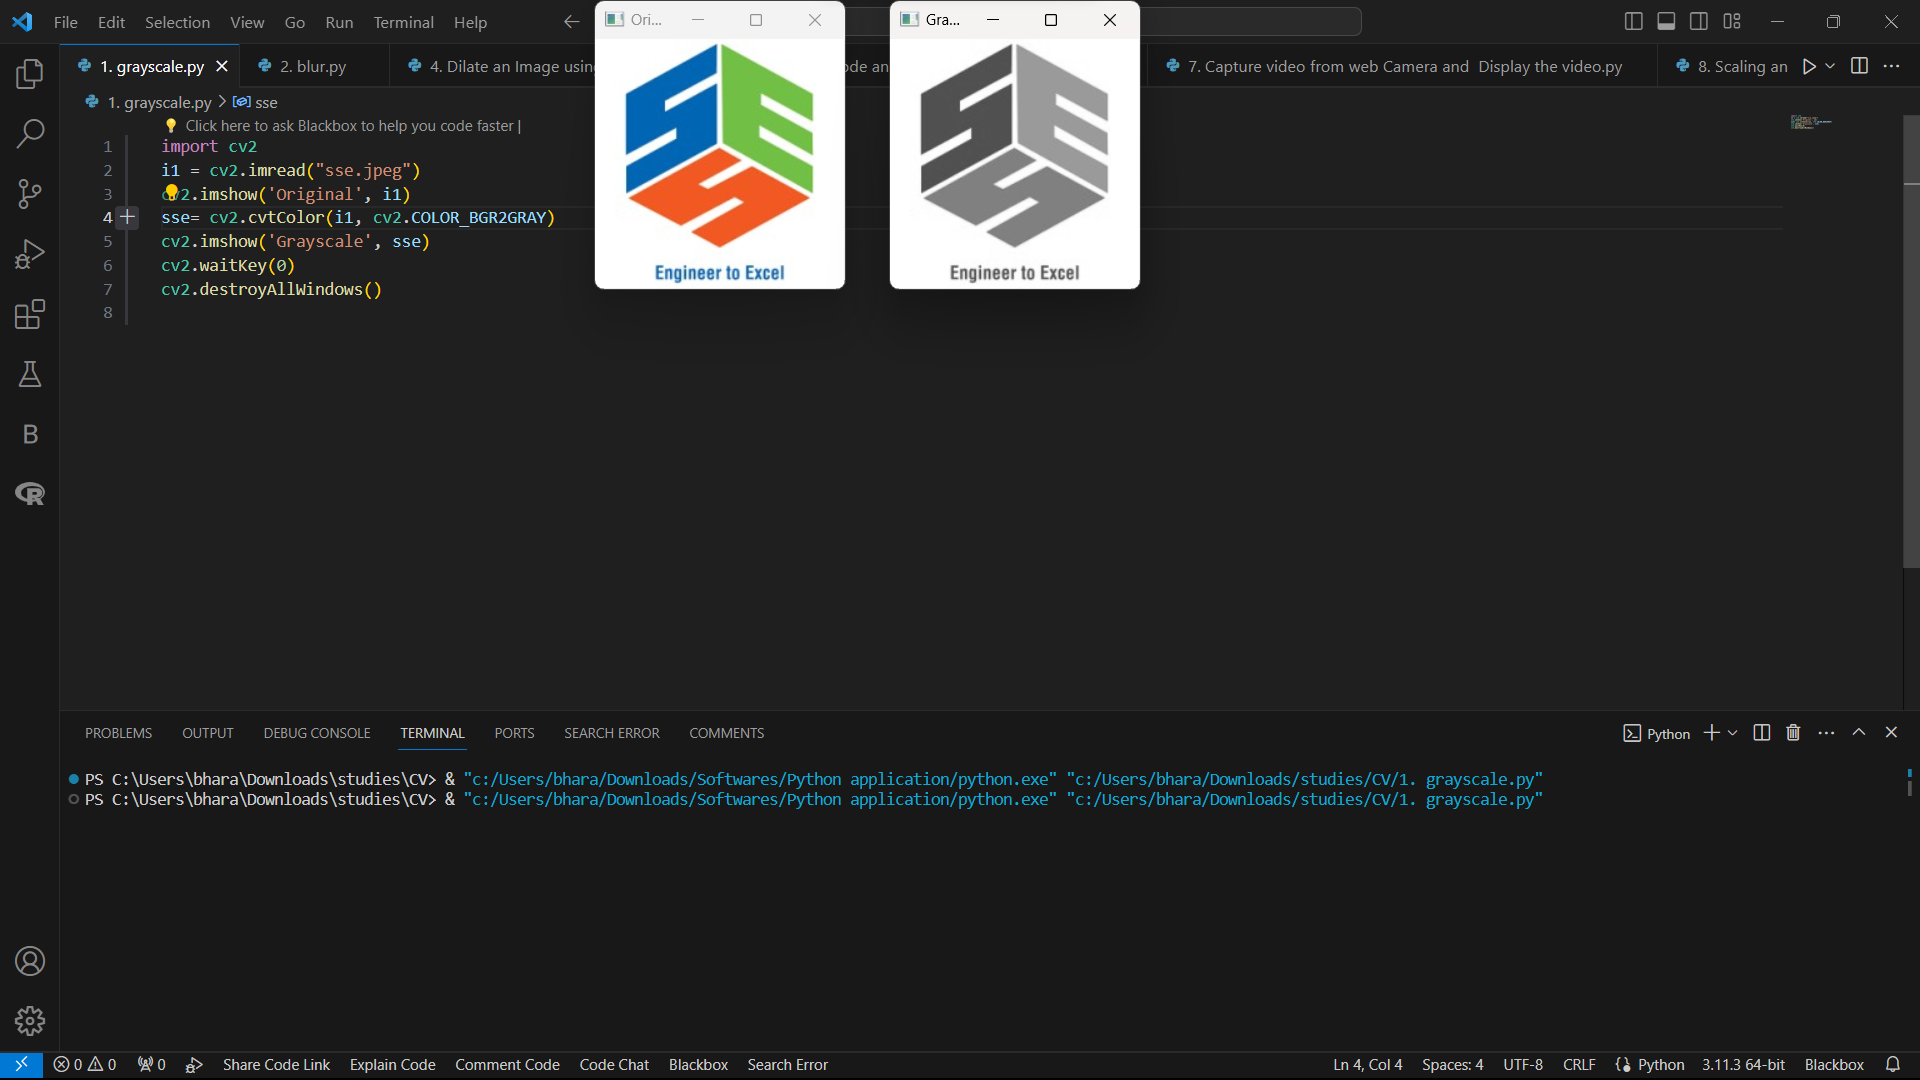 File Edit Selection View Go Run Terminal Help
Ori...
Gra...
1. grayscale.py
2. blur.py
4. Dilate an Image using
ode an
7. Capture video from web Camera and Display the video.py
8. Scaling an
1. grayscale.py > sse
Click here to ask Blackbox to help you code faster |
1 import cv2
2 i1 = cv2.imread("sse.jpeg")
3 cv2.imshow('Original', i1)
4 sse= cv2.cvtColor(i1, cv2.COLOR_BGR2GRAY)
5 cv2.imshow('Grayscale', sse)
6 cv2.waitKey(0)
7 cv2.destroyAllWindows()
8
SES
Engineer to Excel
SES
Engineer to Excel
B
R
PROBLEMS OUTPUT DEBUG CONSOLE TERMINAL PORTS SEARCH ERROR COMMENTS
Python
PS C:\Users\bhara\Downloads\studies\CV> & "c:/Users/bhara/Downloads/Softwares/Python application/python.exe" "c:/Users/bhara/Downloads/studies/CV/1. grayscale.py"
PS C:\Users\bhara\Downloads\studies\CV> & "c:/Users/bhara/Downloads/Softwares/Python application/python.exe" "c:/Users/bhara/Downloads/studies/CV/1. grayscale.py"
0 0 0 Share Code Link Explain Code Comment Code Code Chat Blackbox Search Error
Ln 4, Col 4 Spaces: 4 UTF-8 CRLF Python 3.11.3 64-bit Blackbox